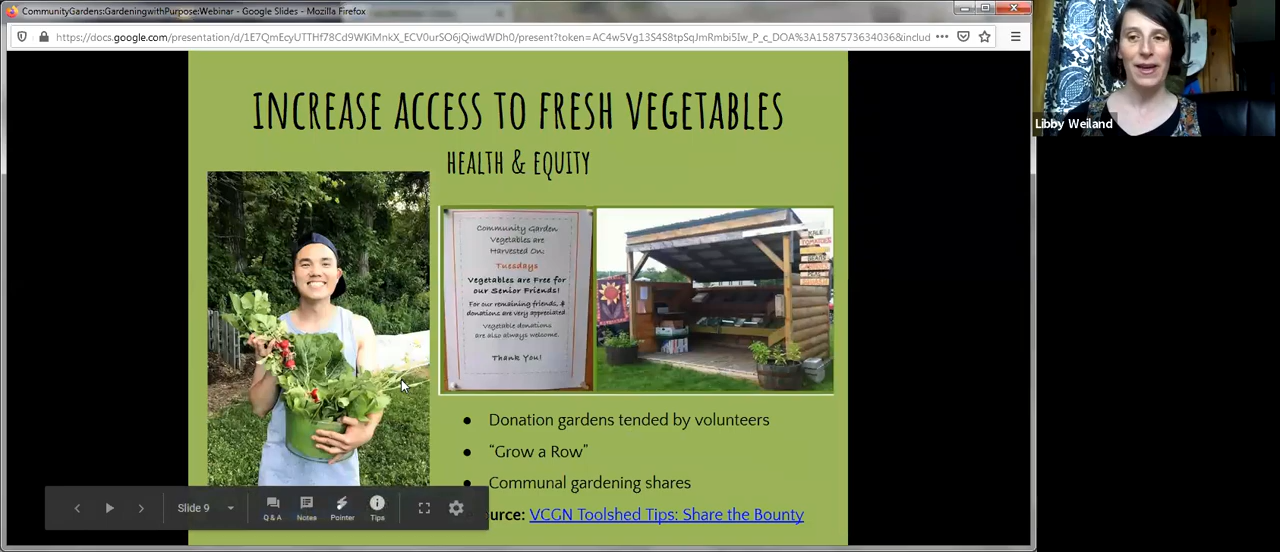 CommunityGardens:GardeningwithPurpose:Webinar - Google Slides - Mozilla Firefox
https://docs.google.com/presentation/d/1E7QmEcyUTTHf78Cd9WKiMnkX_ECV0urSO6jQiwdWDh0/present?token=AC4w5Vg13S4S8tpSqJmRmbi5Iw_P_c_DOA%3A1587573634036&includ
Libby Weiland
INCREASE ACCESS TO FRESH VEGETABLES
HEALTH & EQUITY
Community Garden
Vegetables are
Harvested On:
Tuesdays
Vegetables are Free for
our Senior Friends!
For our remaining friends, &
donations are very appreciated
Vegetable donations
are also always welcome.
Thank You!
KALE
TOMATOES
BEANS
● Donation gardens tended by volunteers
● “Grow a Row”
● Communal gardening shares
urce: VCGN Toolshed Tips: Share the Bounty
Slide 9
Q & A
Notes
Pointer
Tips